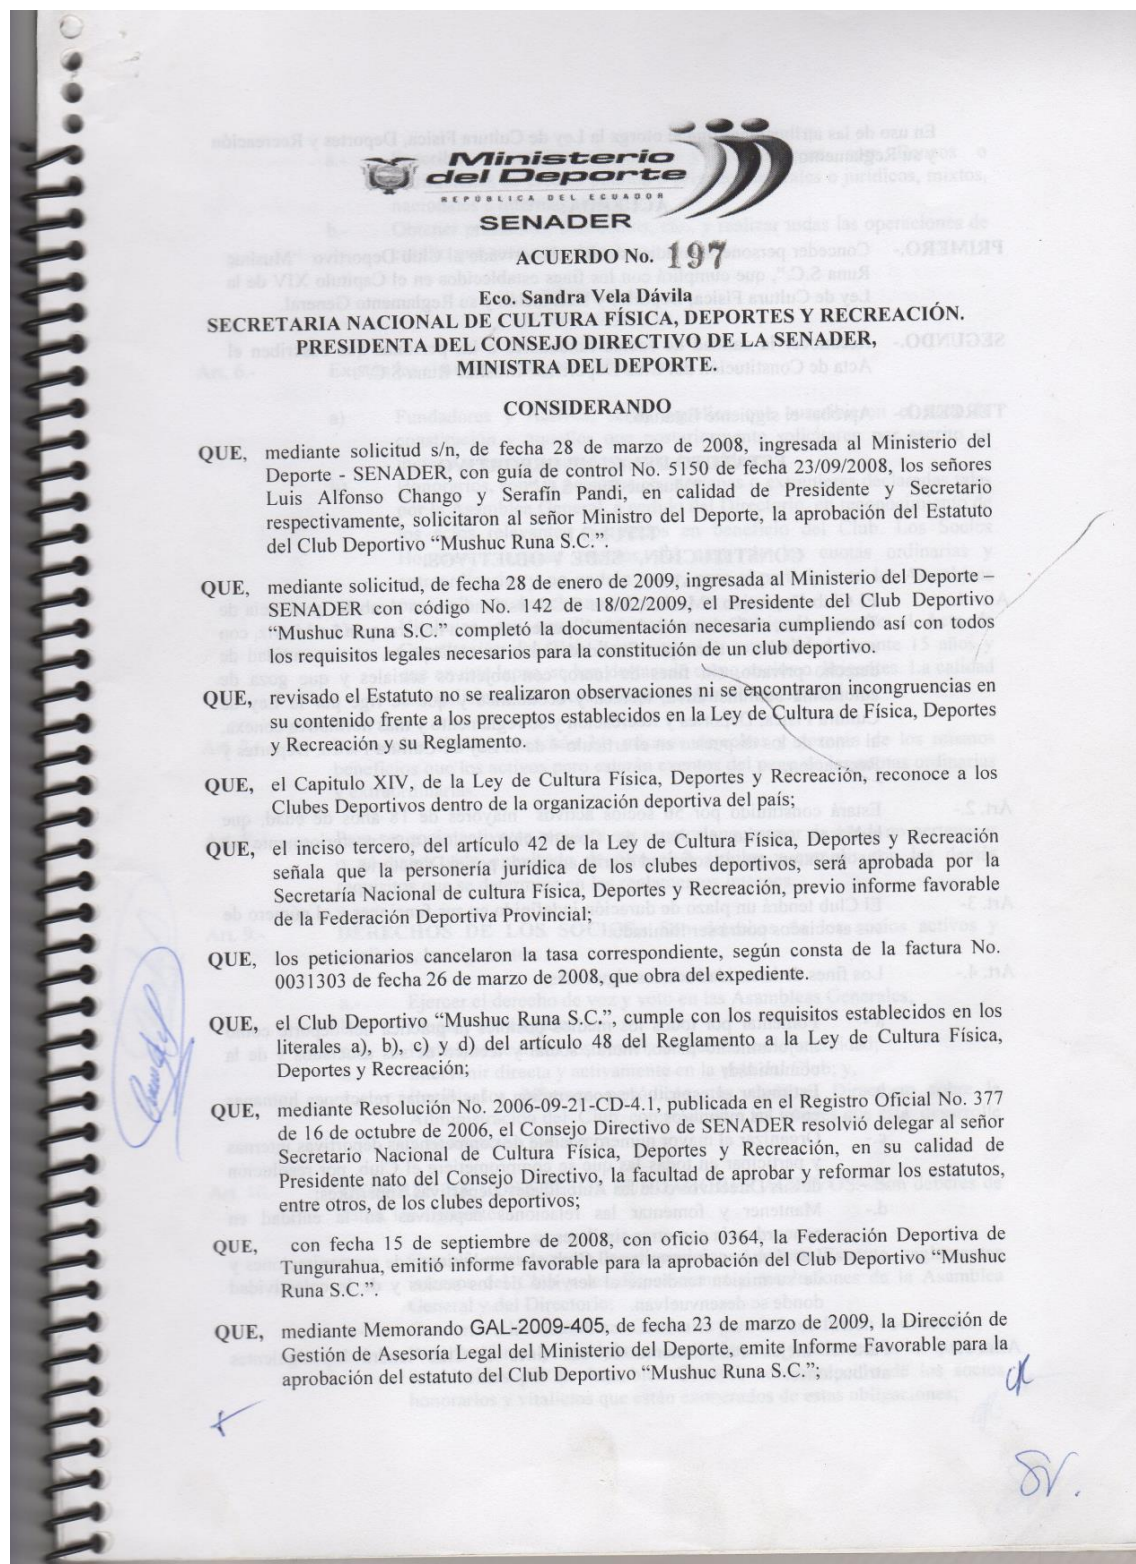 Ministerio
del Deporte
REPÚBLICA DEL ECUADOR
SENADER
ACUERDO No. 197
Eco. Sandra Vela Dávila
SECRETARIA NACIONAL DE CULTURA FÍSICA, DEPORTES Y RECREACIÓN.
PRESIDENTA DEL CONSEJO DIRECTIVO DE LA SENADER,
MINISTRA DEL DEPORTE.
CONSIDERANDO
QUE, mediante solicitud s/n, de fecha 28 de marzo de 2008, ingresada al Ministerio del
Deporte - SENADER, con guía de control No. 5150 de fecha 23/09/2008, los señores
Luis Alfonso Chango y Serafín Pandi, en calidad de Presidente y Secretario
respectivamente, solicitaron al señor Ministro del Deporte, la aprobación del Estatuto
del Club Deportivo “Mushuc Runa S.C.”.
QUE, mediante solicitud, de fecha 28 de enero de 2009, ingresada al Ministerio del Deporte –
SENADER con código No. 142 de 18/02/2009, el Presidente del Club Deportivo
“Mushuc Runa S.C.” completó la documentación necesaria cumpliendo así con todos
los requisitos legales necesarios para la constitución de un club deportivo.
QUE, revisado el Estatuto no se realizaron observaciones ni se encontraron incongruencias en
su contenido frente a los preceptos establecidos en la Ley de Cultura de Física, Deportes
y Recreación y su Reglamento.
QUE, el Capitulo XIV, de la Ley de Cultura Física, Deportes y Recreación, reconoce a los
Clubes Deportivos dentro de la organización deportiva del país;
QUE, el inciso tercero, del artículo 42 de la Ley de Cultura Física, Deportes y Recreación
señala que la personería jurídica de los clubes deportivos, será aprobada por la
Secretaría Nacional de cultura Física, Deportes y Recreación, previo informe favorable
de la Federación Deportiva Provincial;
QUE, los peticionarios cancelaron la tasa correspondiente, según consta de la factura No.
0031303 de fecha 26 de marzo de 2008, que obra del expediente.
QUE, el Club Deportivo “Mushuc Runa S.C.”, cumple con los requisitos establecidos en los
literales a), b), c) y d) del artículo 48 del Reglamento a la Ley de Cultura Física,
Deportes y Recreación;
QUE, mediante Resolución No. 2006-09-21-CD-4.1, publicada en el Registro Oficial No. 377
de 16 de octubre de 2006, el Consejo Directivo de SENADER resolvió delegar al señor
Secretario Nacional de Cultura Física, Deportes y Recreación, en su calidad de
Presidente nato del Consejo Directivo, la facultad de aprobar y reformar los estatutos,
entre otros, de los clubes deportivos;
QUE, con fecha 15 de septiembre de 2008, con oficio 0364, la Federación Deportiva de
Tungurahua, emitió informe favorable para la aprobación del Club Deportivo “Mushuc
Runa S.C.”.
QUE, mediante Memorando GAL-2009-405, de fecha 23 de marzo de 2009, la Dirección de
Gestión de Asesoría Legal del Ministerio del Deporte, emite Informe Favorable para la
aprobación del estatuto del Club Deportivo “Mushuc Runa S.C.”;
SV.